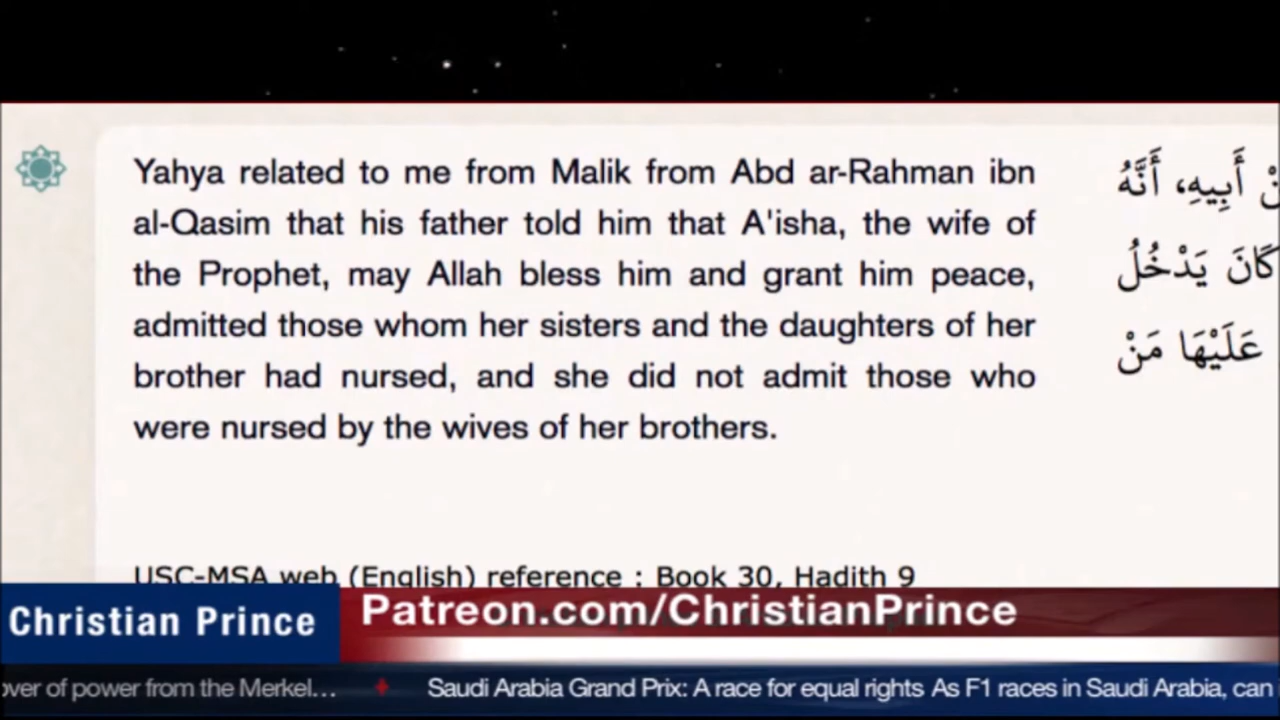 Yahya related to me from Malik from Abd ar-Rahman ibn
al-Qasim that his father told him that A'isha, the wife of
the Prophet, may Allah bless him and grant him peace,
admitted those whom her sisters and the daughters of her
brother had nursed, and she did not admit those who
were nursed by the wives of her brothers.
أَبِيهِ، أَنَّهُ
كَانَ يَدْخُلُ
عَلَيْهَا مَنْ
USC-MSA web (English) reference : Book 30, Hadith 9
Christian Prince
Patreon.com/ChristianPrince
over of power from the Merkel... Saudi Arabia Grand Prix: A race for equal rights As F1 races in Saudi Arabia, can